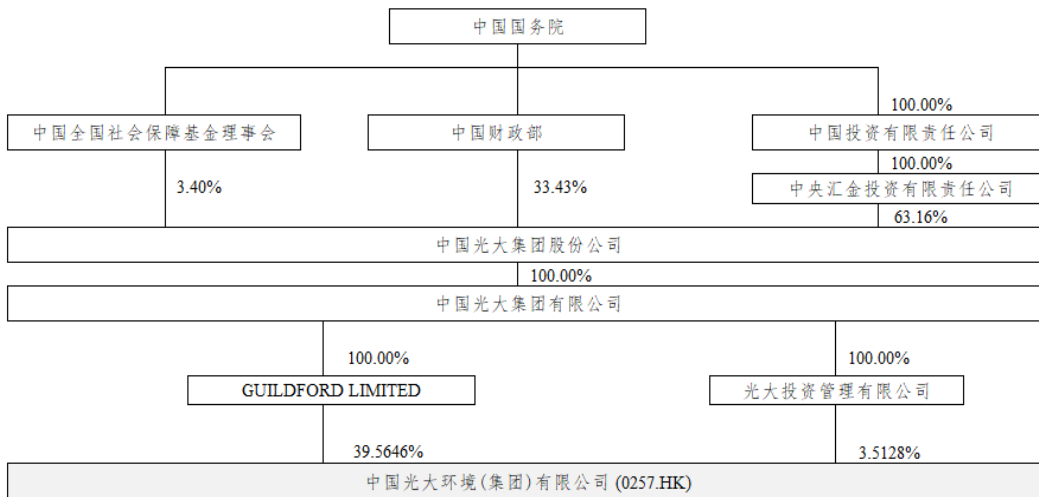 中国国务院
100.00%
中国全国社会保障基金理事会
中国财政部
中国投资有限责任公司
100.00%
3.40%
33.43%
中央汇金投资有限责任公司
63.16%
中国光大集团股份公司
100.00%
中国光大集团有限公司
100.00%
100.00%
GUILDFORD LIMITED
光大投资管理有限公司
39.5646%
3.5128%
中国光大环境(集团)有限公司 (0257.HK)